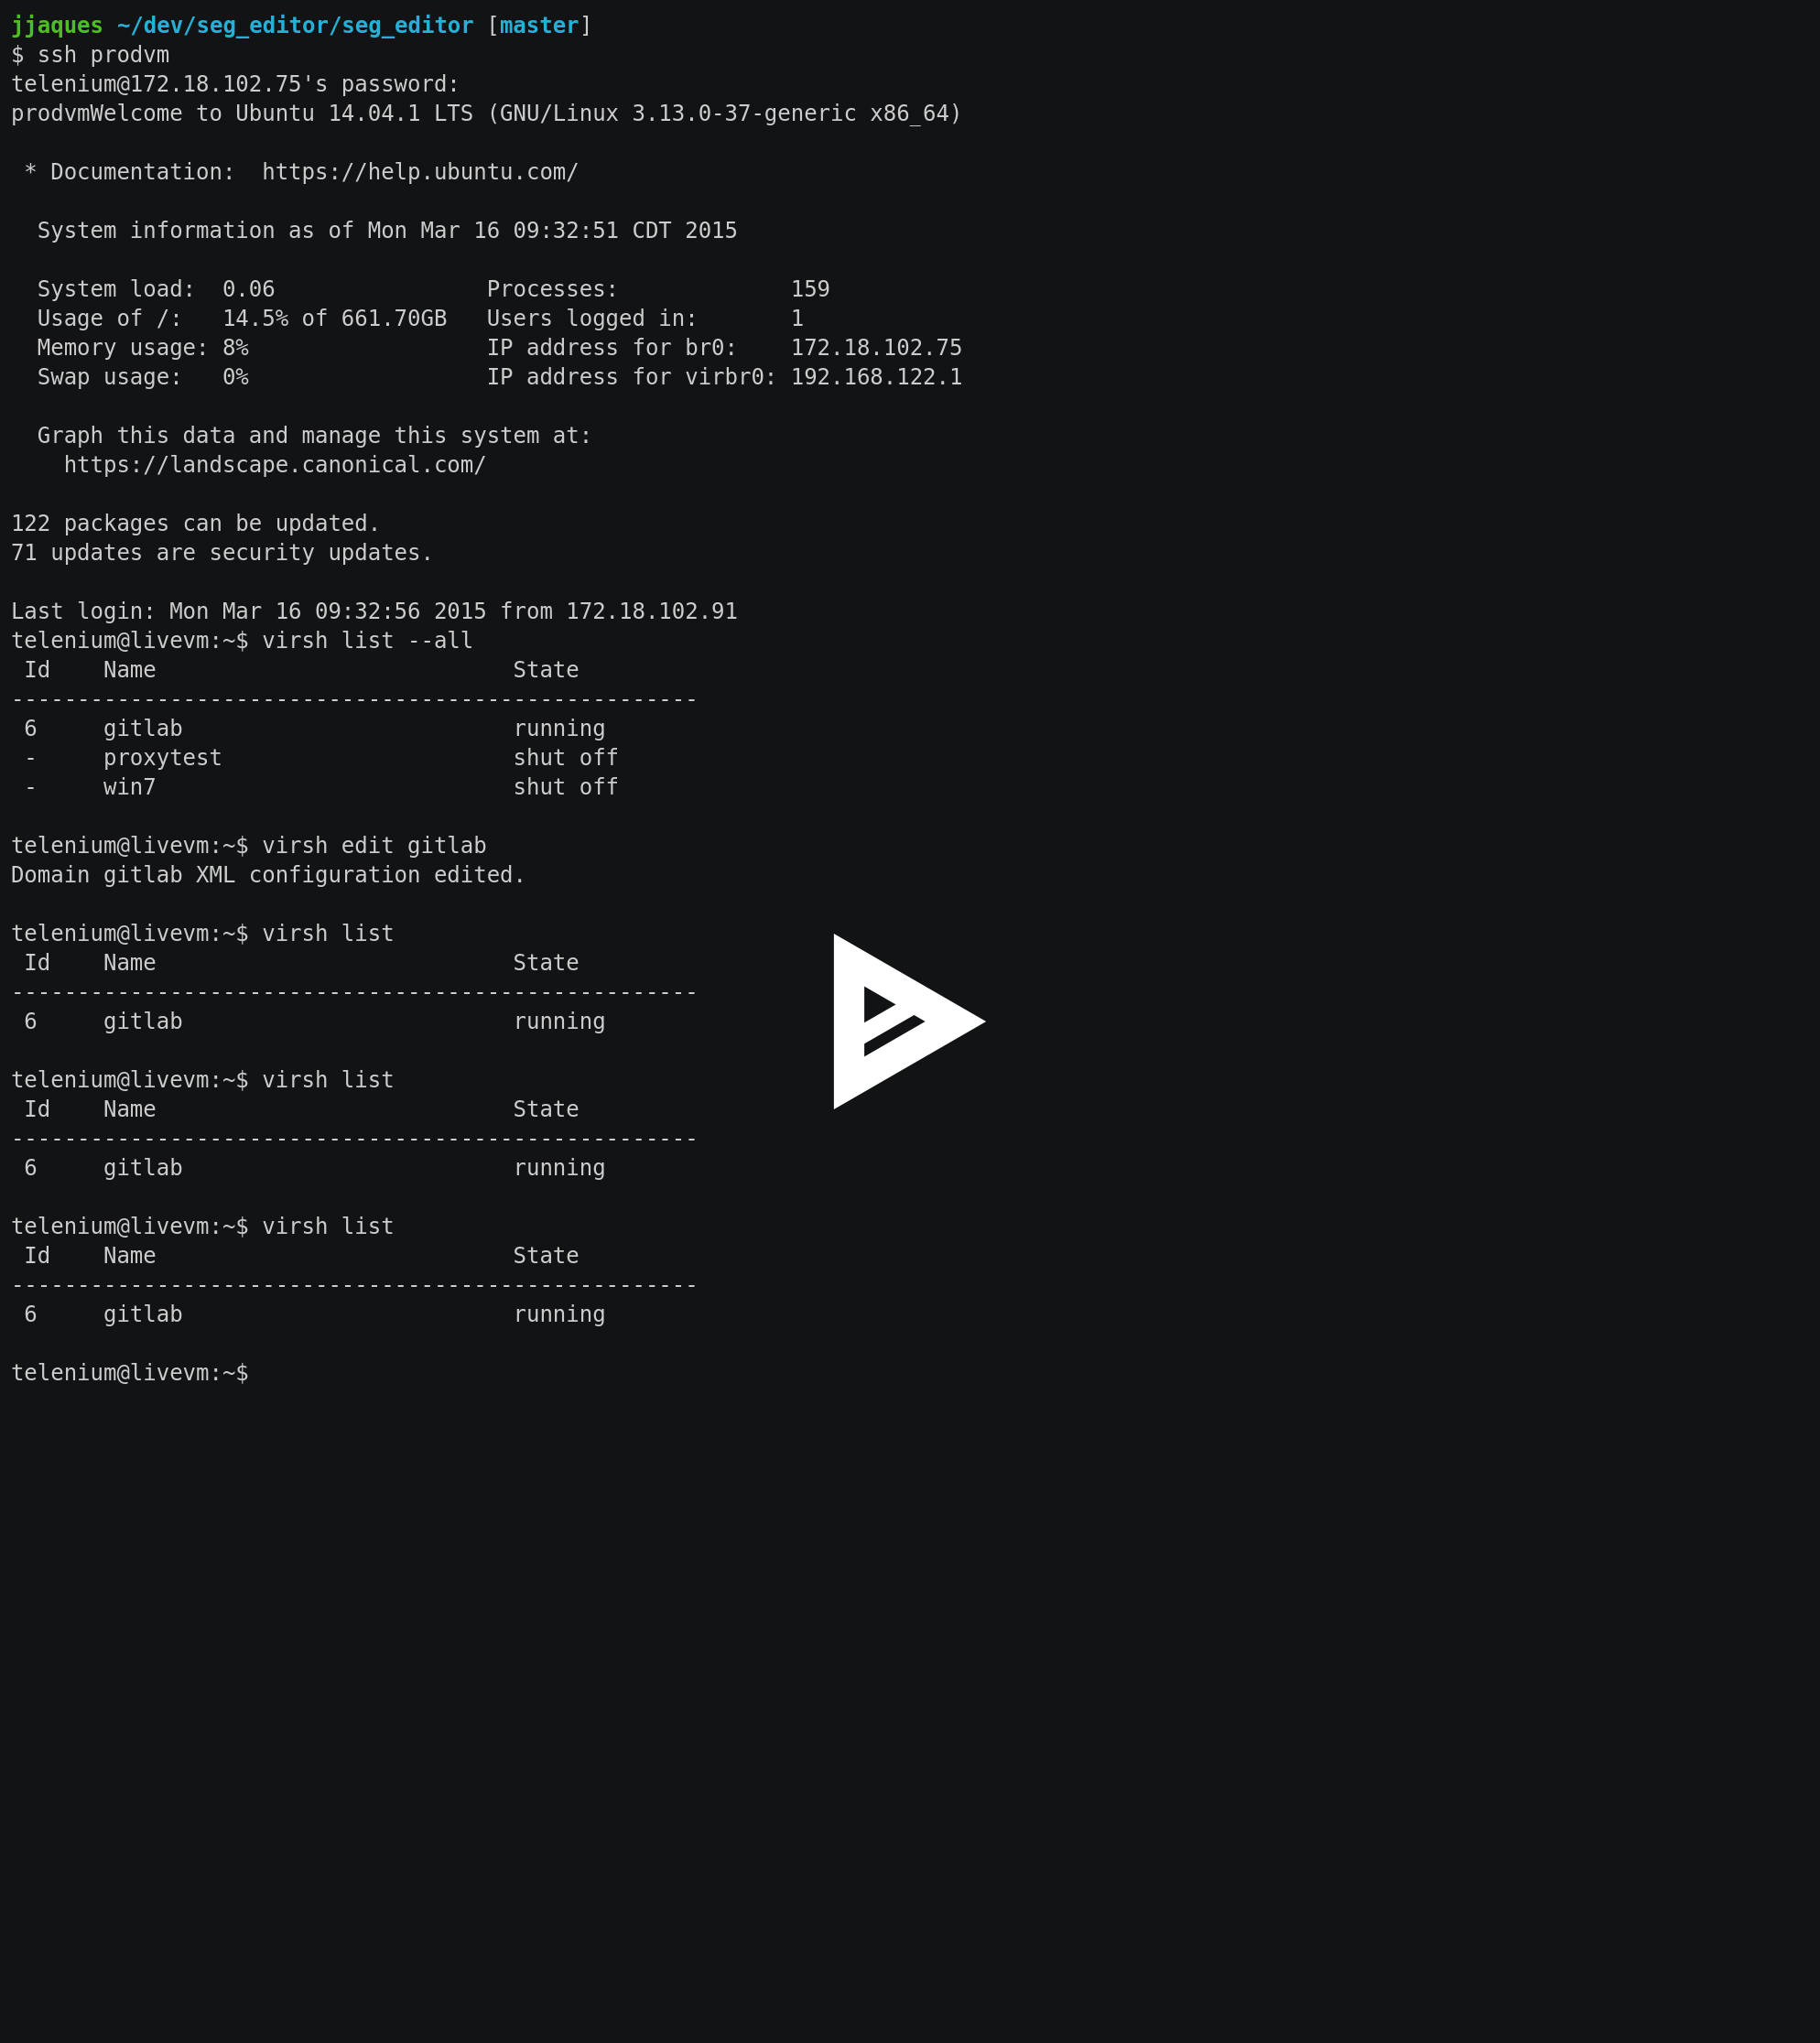 jjaques ~/dev/seg_editor/seg_editor [master]
$ ssh prodvm
telenium@172.18.102.75's password:
prodvmWelcome to Ubuntu 14.04.1 LTS (GNU/Linux 3.13.0-37-generic x86_64)

 * Documentation:  https://help.ubuntu.com/

  System information as of Mon Mar 16 09:32:51 CDT 2015

  System load:  0.06                Processes:             159
  Usage of /:   14.5% of 661.70GB   Users logged in:       1
  Memory usage: 8%                  IP address for br0:    172.18.102.75
  Swap usage:   0%                  IP address for virbr0: 192.168.122.1

  Graph this data and manage this system at:
    https://landscape.canonical.com/

122 packages can be updated.
71 updates are security updates.

Last login: Mon Mar 16 09:32:56 2015 from 172.18.102.91
telenium@livevm:~$ virsh list --all
 Id    Name                           State
----------------------------------------------------
 6     gitlab                         running
 -     proxytest                      shut off
 -     win7                           shut off

telenium@livevm:~$ virsh edit gitlab
Domain gitlab XML configuration edited.

telenium@livevm:~$ virsh list
 Id    Name                           State
----------------------------------------------------
 6     gitlab                         running

telenium@livevm:~$ virsh list
 Id    Name                           State
----------------------------------------------------
 6     gitlab                         running

telenium@livevm:~$ virsh list
 Id    Name                           State
----------------------------------------------------
 6     gitlab                         running

telenium@livevm:~$